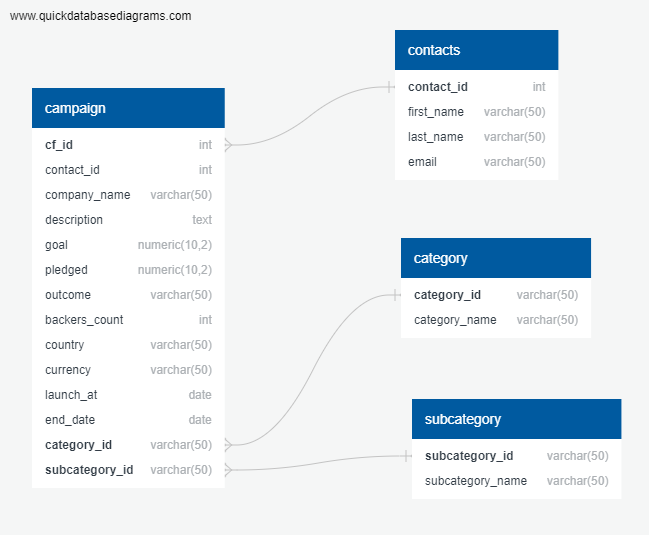 www.quickdatabasediagrams.com
campaign
cf_id int
contact_id int
company_name varchar(50)
description text
goal numeric(10,2)
pledged numeric(10,2)
outcome varchar(50)
backers_count int
country varchar(50)
currency varchar(50)
launch_at date
end_date date
category_id varchar(50)
subcategory_id varchar(50)
contacts
contact_id int
first_name varchar(50)
last_name varchar(50)
email varchar(50)
category
category_id varchar(50)
category_name varchar(50)
subcategory
subcategory_id varchar(50)
subcategory_name varchar(50)